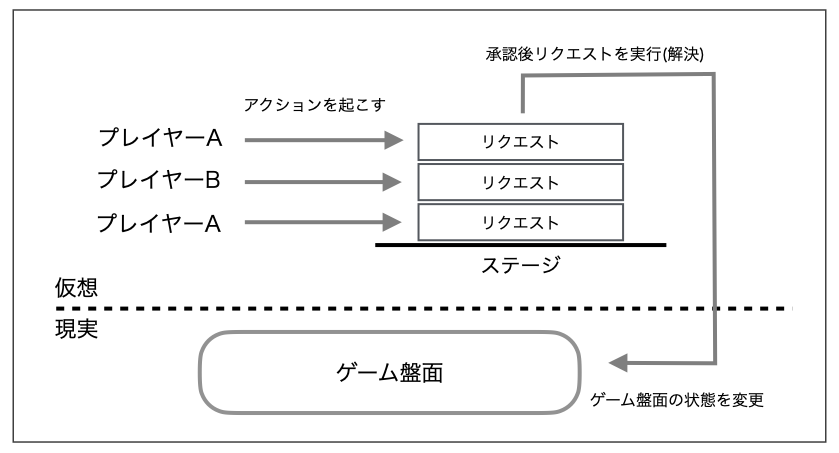 承認後リクエストを実行(解決)
アクションを起こす
プレイヤーA
リクエスト
プレイヤーB
リクエスト
プレイヤーA
リクエスト
ステージ
仮想
現実
ゲーム盤面
ゲーム盤面の状態を変更